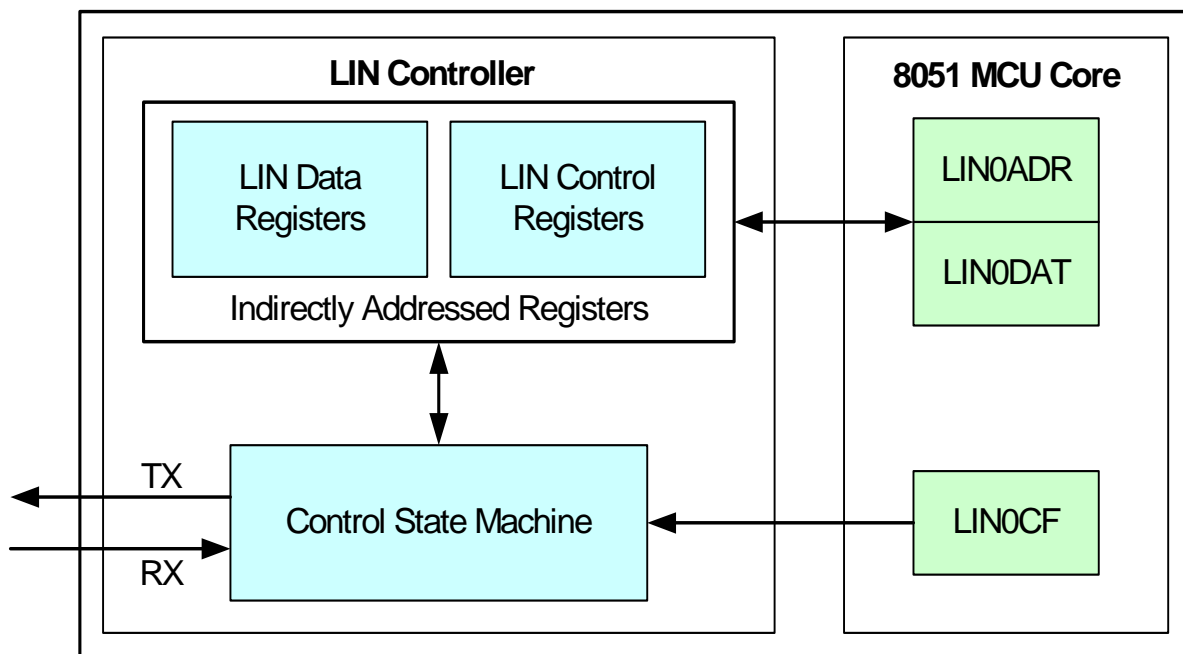 LIN Controller
8051 MCU Core
LIN Data
Registers
LIN Control
Registers
Indirectly Addressed Registers
LIN0ADR
LIN0DAT
TX
RX
Control State Machine
LIN0CF